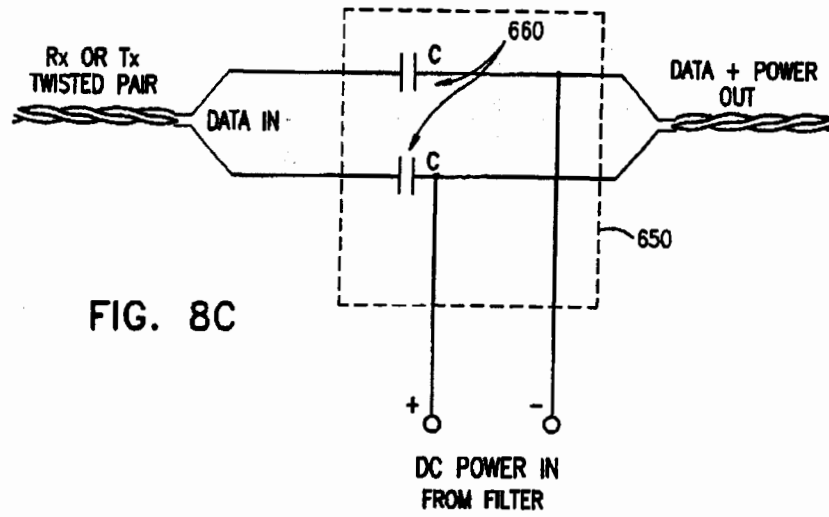 660
C
Rx OR Tx
TWISTED PAIR
DATA IN
DATA + POWER
OUT
C
650
FIG. 8C
+ -
DC POWER IN
FROM FILTER